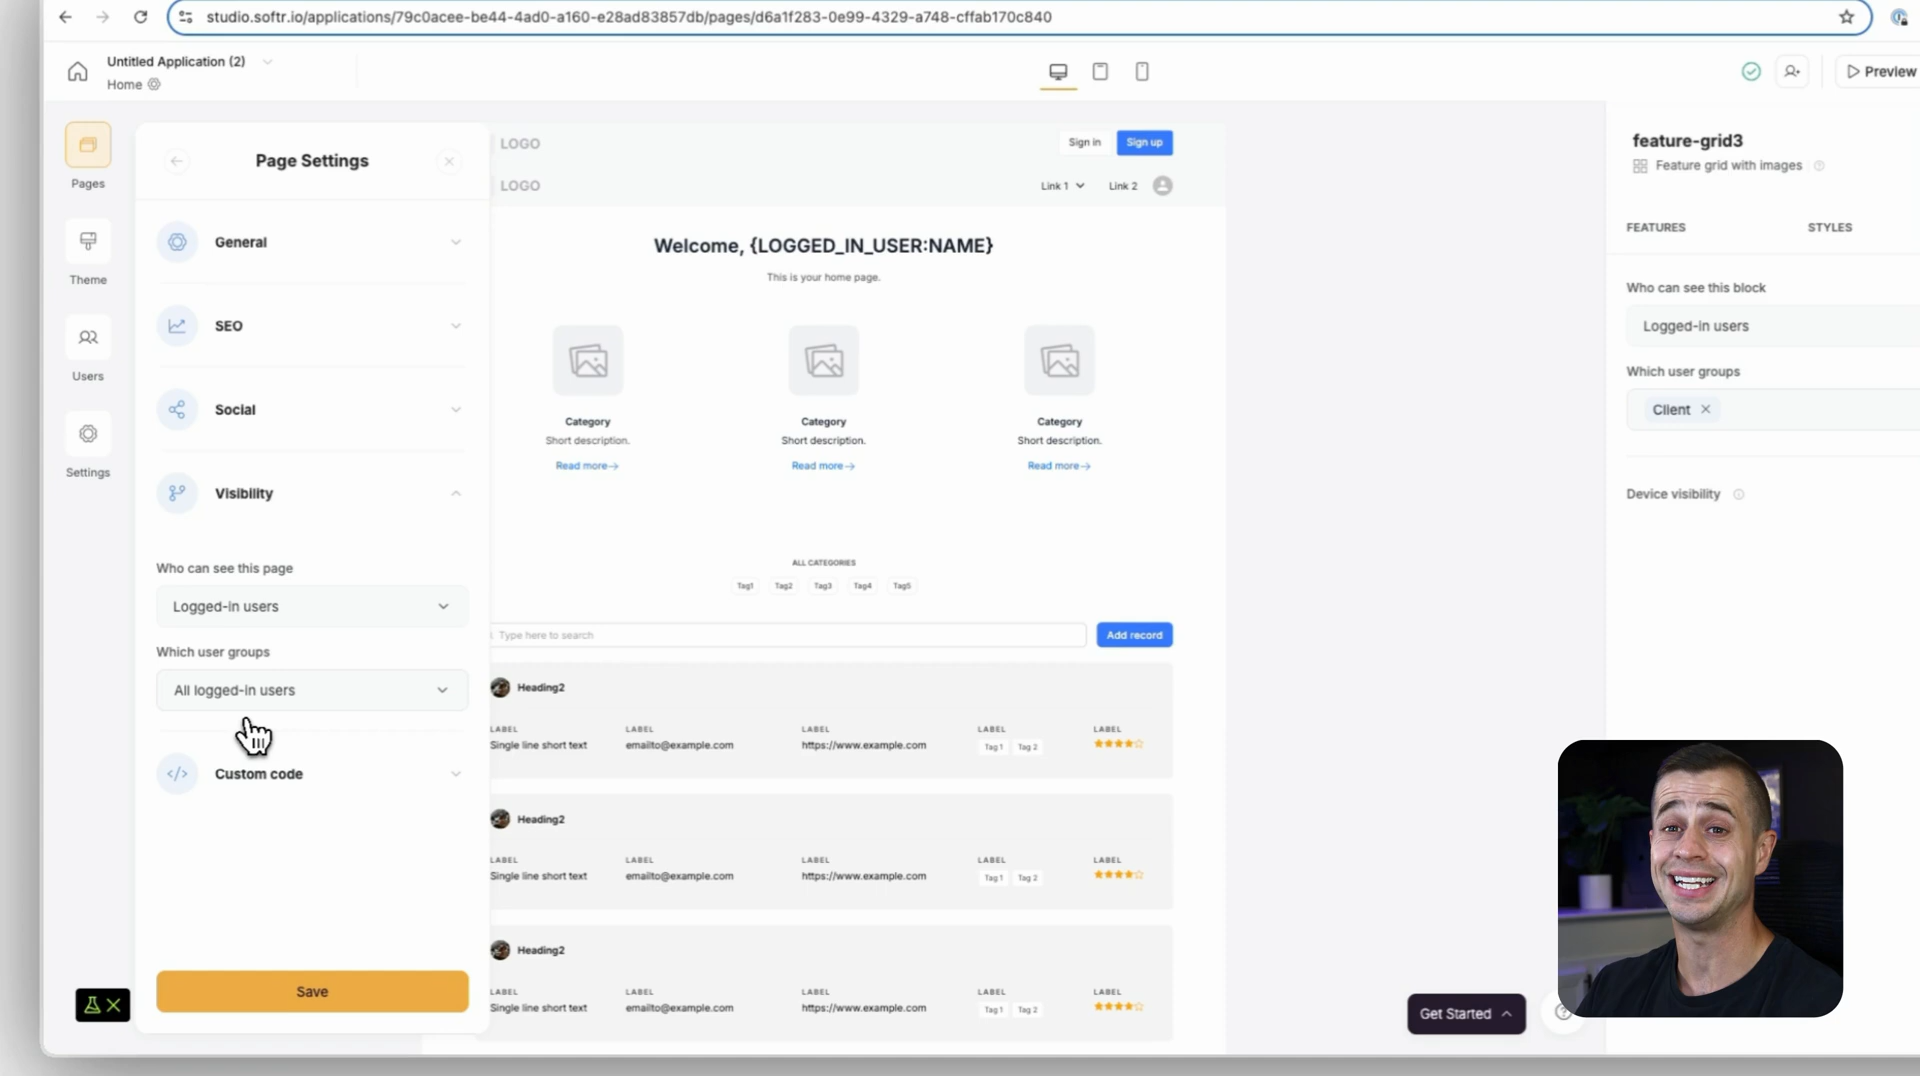 studio.softr.io/applications/79c0acee-be44-4ad0-a160-e28ad83857db/pages/d6a1f283-0e99-4329-a748-cffab170c840
Untitled Application (2)
Home
Preview
Pages
Theme
Users
Settings
Page Settings
General
SEO
Social
Visibility
Who can see this page
Logged-in users
Which user groups
All logged-in users
Custom code
Save
LOGO
Sign in
Sign up
LOGO
Link 1
Link 2
Welcome, {LOGGED_IN_USER:NAME}
This is your home page.
Category
Category
Category
Short description.
Short description.
Short description.
Read more→
Read more→
Read more→
ALL CATEGORIES
Tag1 Tag2 Tag3 Tag4 Tag5
Type here to search
Add record
Heading2
LABEL LABEL LABEL LABEL LABEL
Single line short text emailto@example.com https://www.example.com Tag 1 Tag 2
Heading2
LABEL LABEL LABEL LABEL LABEL
Single line short text emailto@example.com https://www.example.com Tag 1 Tag 2
Heading2
LABEL LABEL LABEL LABEL LABEL
Single line short text emailto@example.com https://www.example.com Tag 1 Tag 2
feature-grid3
Feature grid with images
FEATURES
STYLES
Who can see this block
Logged-in users
Which user groups
Client
Device visibility
Get Started